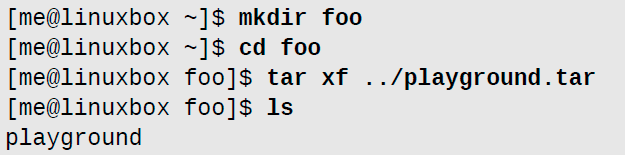 [me@linuxbox ~]$ mkdir foo
[me@linuxbox ~]$ cd foo
[me@linuxbox foo]$ tar xf ../playground.tar
[me@linuxbox foo]$ ls
playground